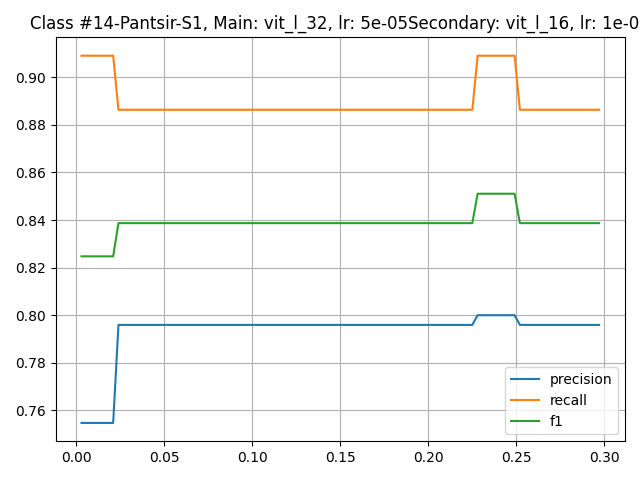 Class #14-Pantsir-S1, Main: vit_l_32, lr: 5e-05Secondary: vit_l_16, lr: 1e-0
0.90
0.88
0.86
0.84
0.82
0.80
0.78
0.76
precision
recall
f1
0.00 0.05 0.10 0.15 0.20 0.25 0.30